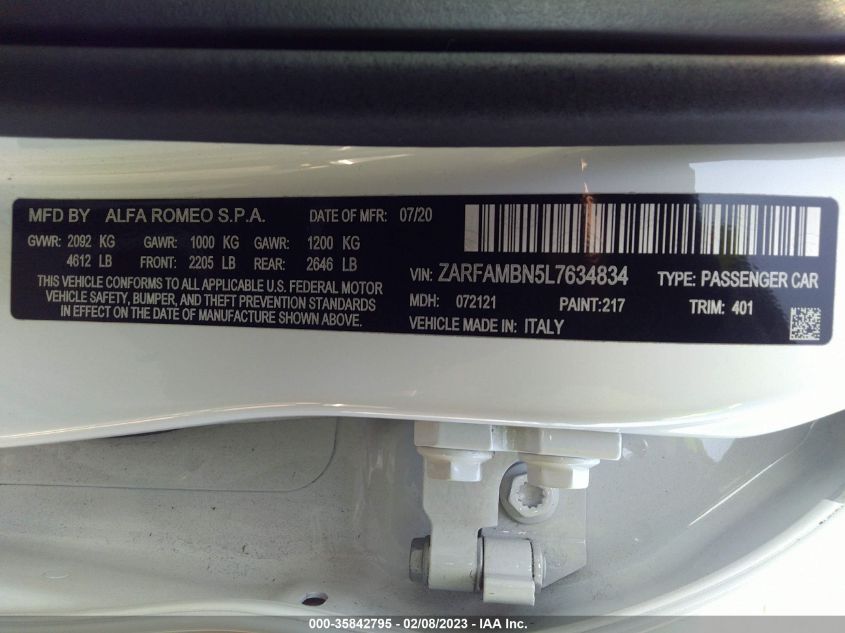 MFD BY ALFA ROMEO S.P.A. DATE OF MFR: 07/20
GVWR: 2092 KG GAWR: 1000 KG GAWR: 1200 KG
4612 LB FRONT: 2205 LB REAR: 2646 LB
THIS VEHICLE CONFORMS TO ALL APPLICABLE U.S. FEDERAL MOTOR
VEHICLE SAFETY, BUMPER, AND THEFT PREVENTION STANDARDS
IN EFFECT ON THE DATE OF MANUFACTURE SHOWN ABOVE.
VIN: ZARFAMBN5L7634834 TYPE: PASSENGER CAR
MDH: 072121 PAINT:217 TRIM: 401
VEHICLE MADE IN: ITALY
000-35842795 - 02/08/2023 - IAA Inc.